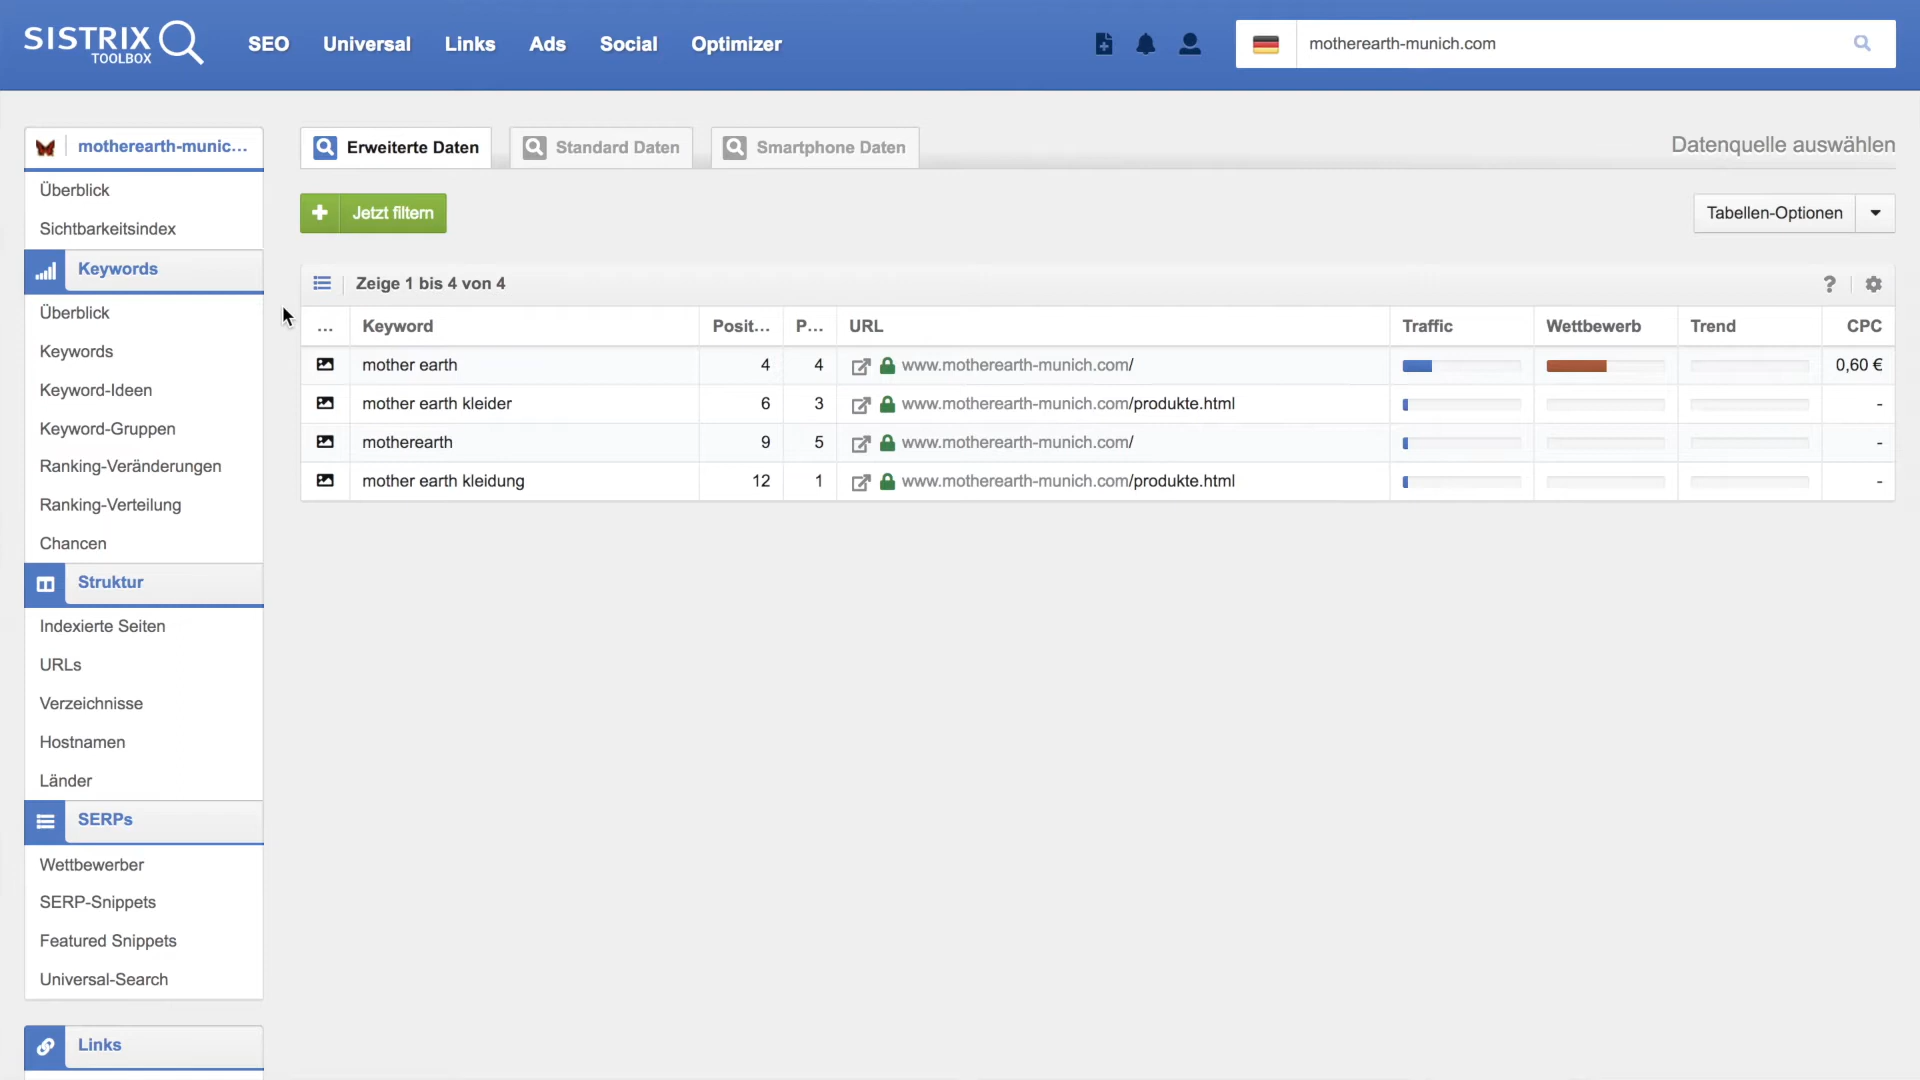 SISTRIX
TOOLBOX
SEO
Universal
Links
Ads
Social
Optimizer
motherearth-munich.com
motherearth-munic...
Überblick
Sichtbarkeitsindex
Keywords
Überblick
Keywords
Keyword-Ideen
Keyword-Gruppen
Ranking-Veränderungen
Ranking-Verteilung
Chancen
Struktur
Indexierte Seiten
URLs
Verzeichnisse
Hostnamen
Länder
SERPs
Wettbewerber
SERP-Snippets
Featured Snippets
Universal-Search
Links
Erweiterte Daten
Standard Daten
Smartphone Daten
Datenquelle auswählen
+ Jetzt filtern
Tabellen-Optionen
Zeige 1 bis 4 von 4
?
... Keyword Posit... P... URL Traffic Wettbewerb Trend CPC
mother earth 4 4 www.motherearth-munich.com/ 0,60 €
mother earth kleider 6 3 www.motherearth-munich.com/produkte.html -
motherearth 9 5 www.motherearth-munich.com/ -
mother earth kleidung 12 1 www.motherearth-munich.com/produkte.html -